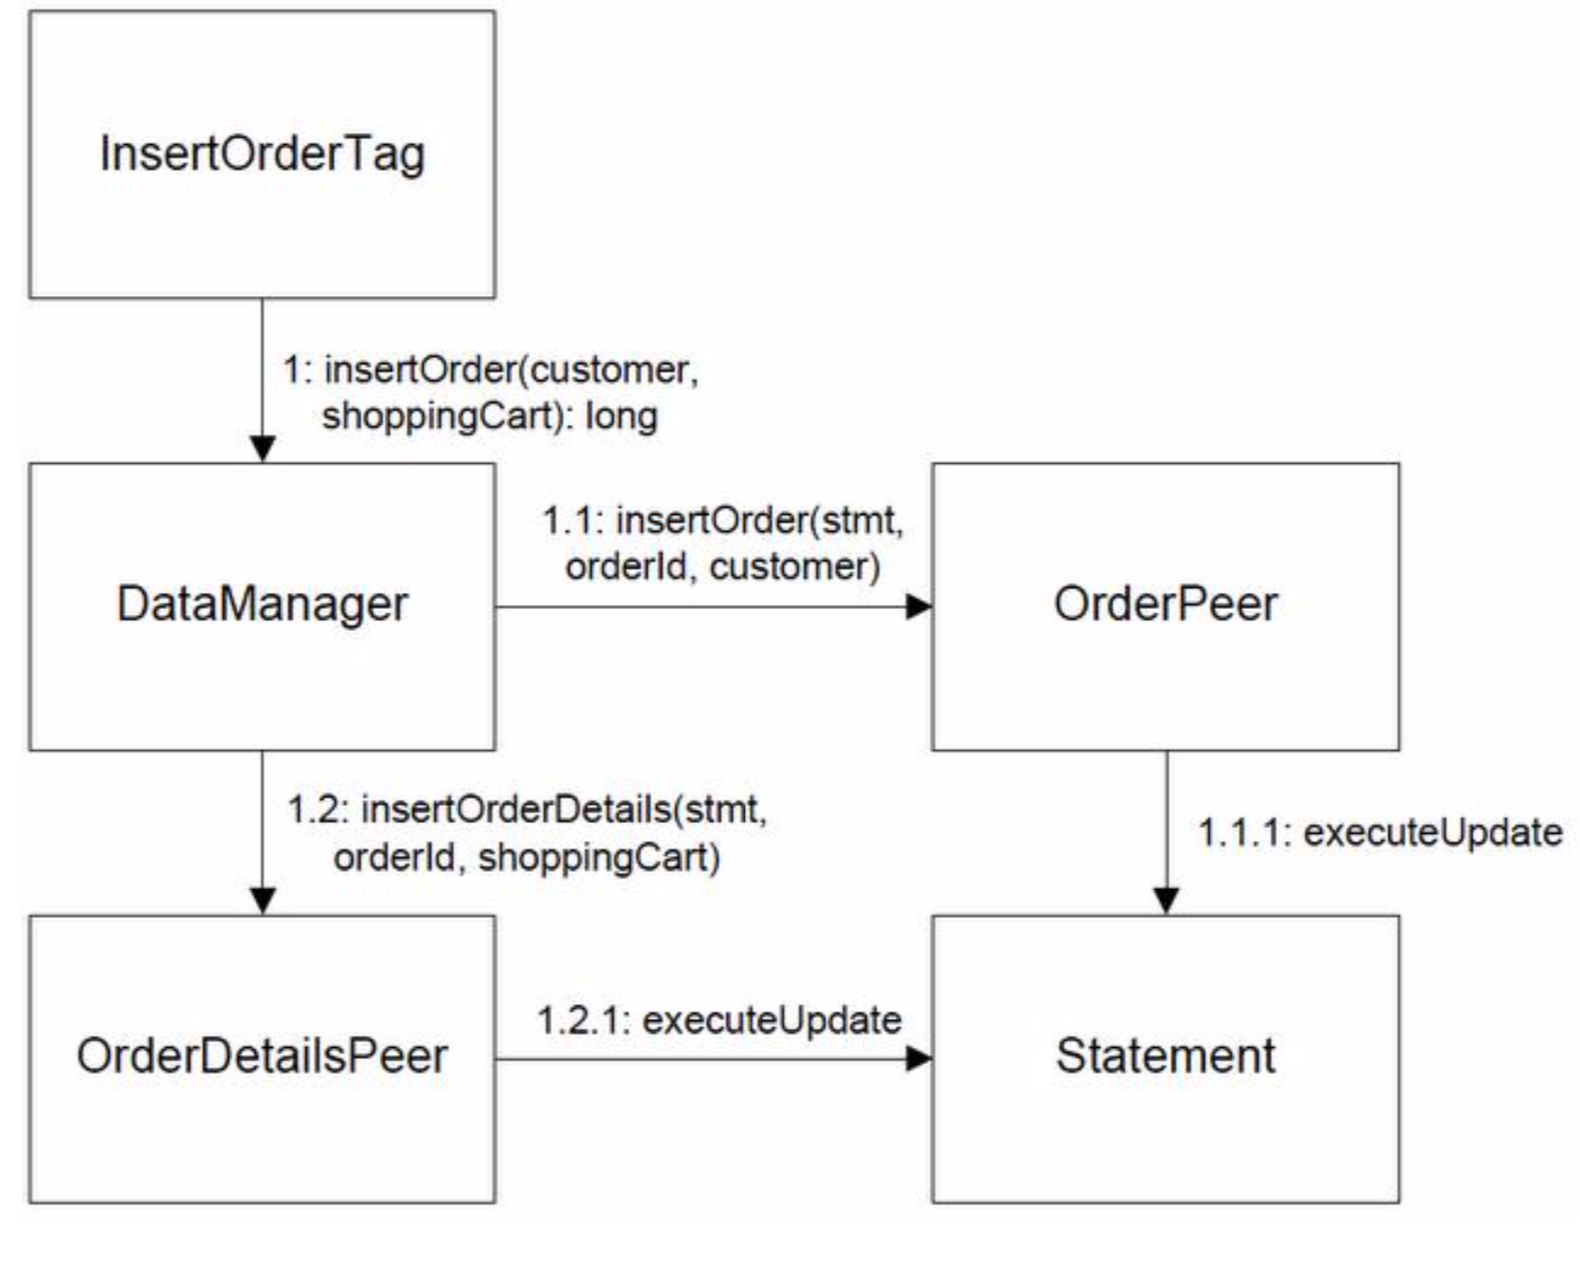 InsertOrderTag
1: insertOrder(customer,
shoppingCart): long
DataManager
1.1: insertOrder(stmt,
orderId, customer)
OrderPeer
1.2: insertOrderDetails(stmt,
orderId, shoppingCart)
1.1.1: executeUpdate
OrderDetailsPeer
1.2.1: executeUpdate
Statement